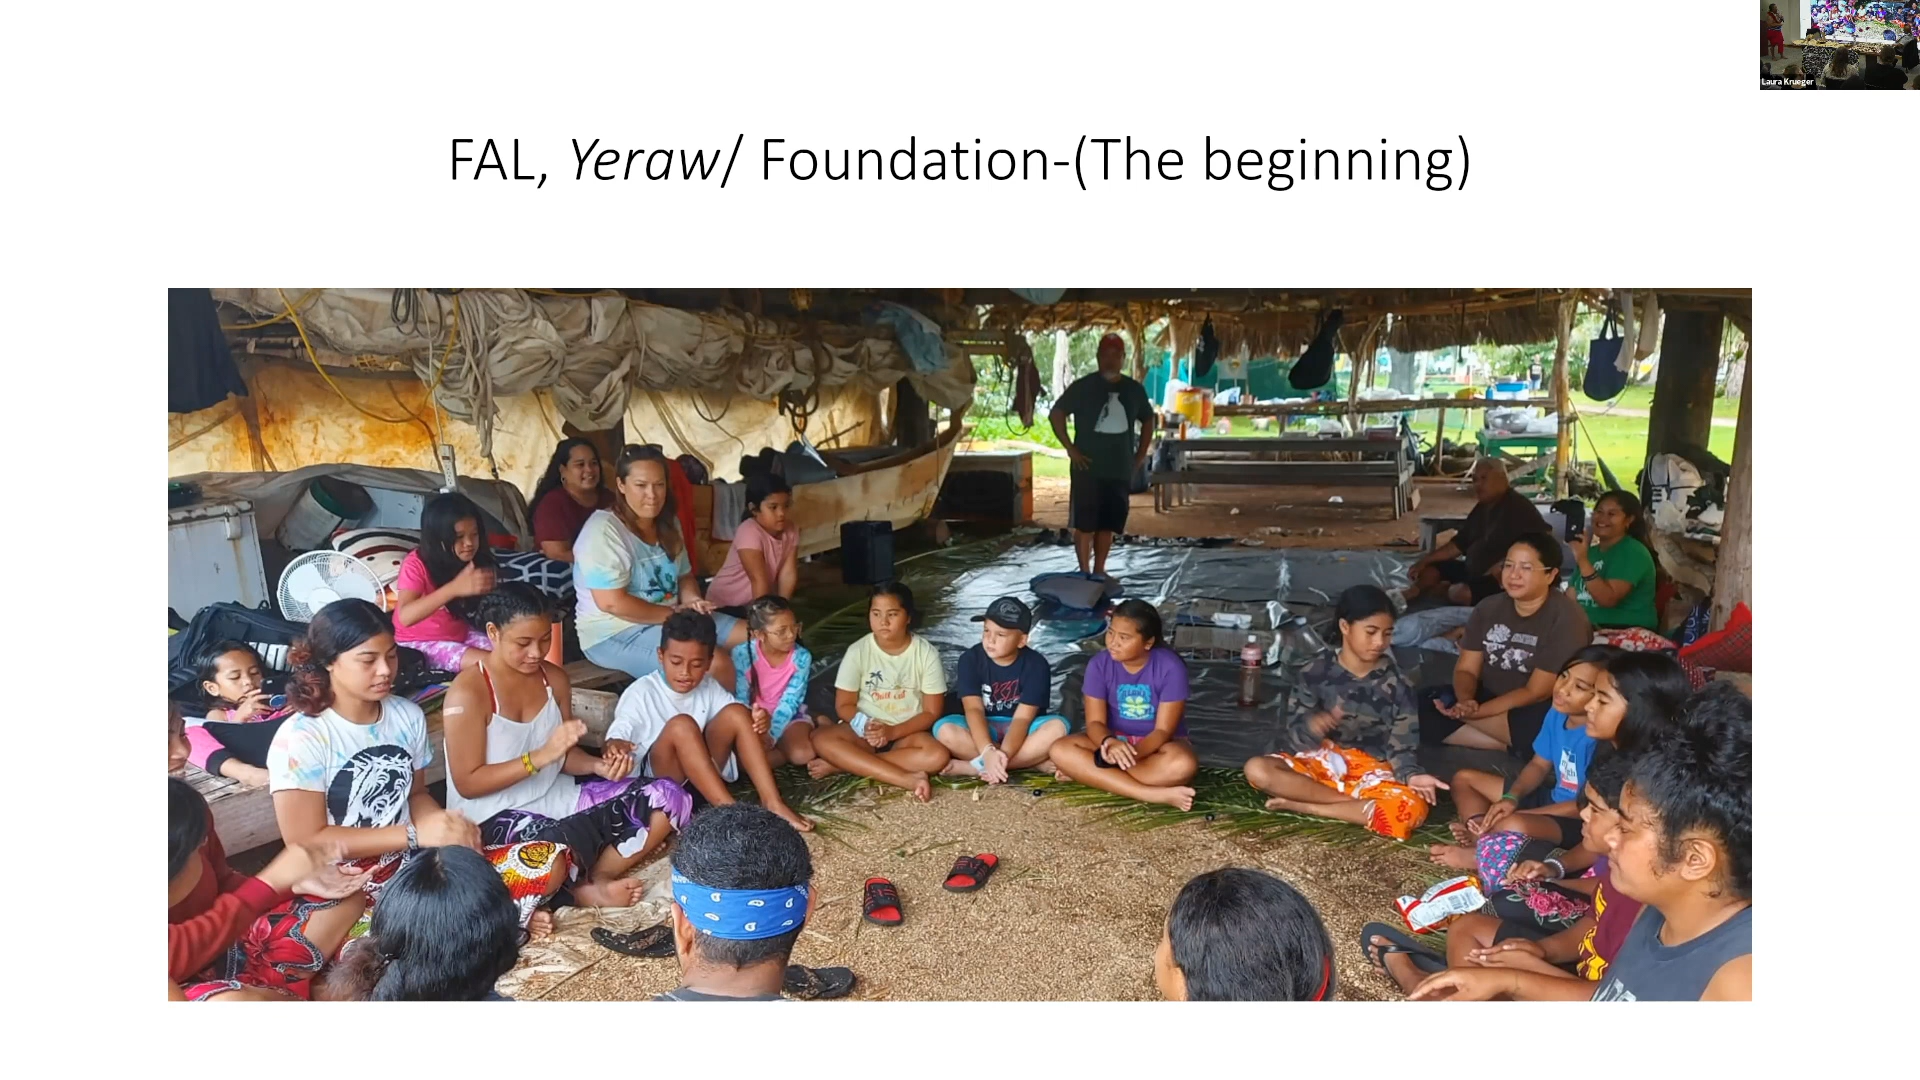 Laura Krueger
FAL, Yeraw/ Foundation-(The beginning)